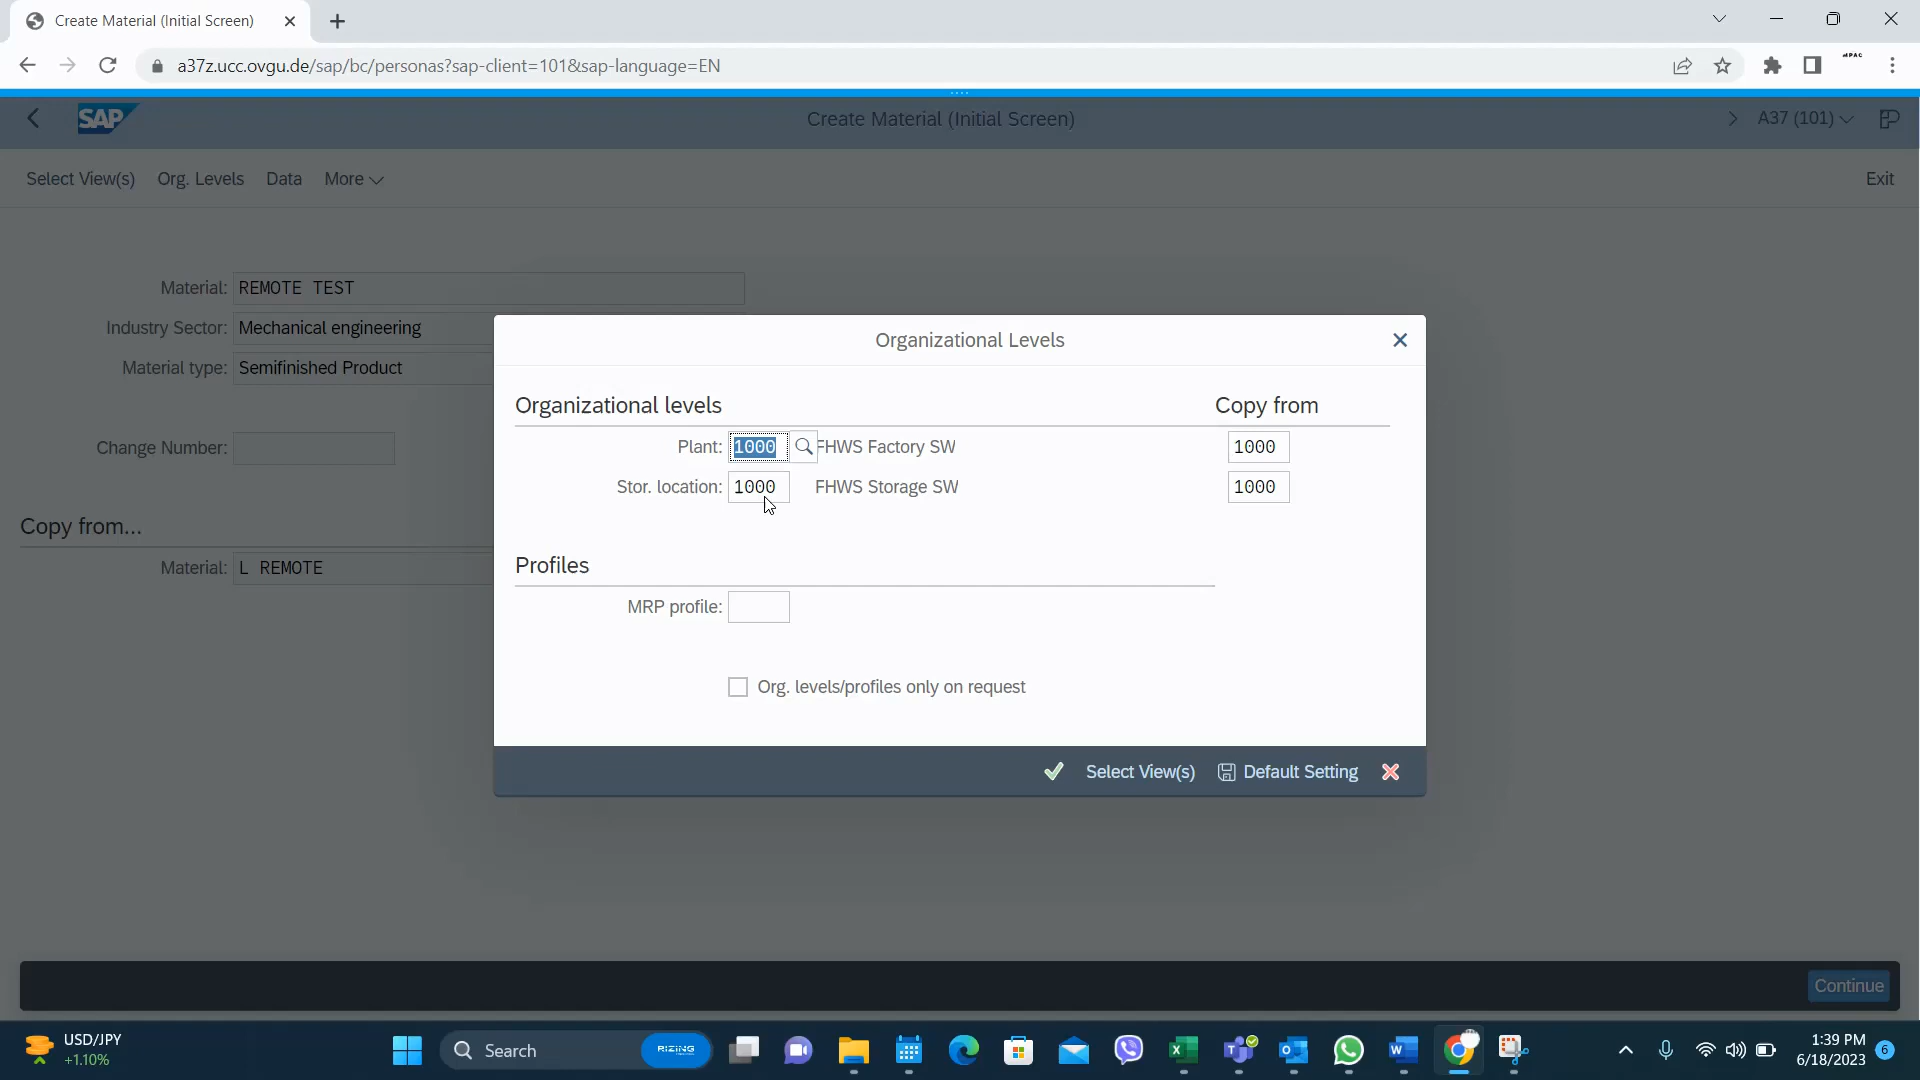 Create Material (Initial Screen)
a37z.ucc.ovgu.de/sap/bc/personas?sap-client=101&sap-language=EN
SAP
Create Material (Initial Screen)
A37 (101)
Select View(s) Org. Levels Data More
Exit
Material: REMOTE TEST
Industry Sector: Mechanical engineering
Material type: Semifinished Product
Change Number:
Copy from...
Material: L REMOTE
Organizational Levels
Organizational levels Copy from
Plant: 1000 FHWS Factory SW 1000
Stor. location: 1000 FHWS Storage SW 1000
Profiles
MRP profile:
Org. levels/profiles only on request
Select View(s) Default Setting
Continue
USD/JPY
+1.10%
Search
RIZING
1:39 PM
6/18/2023
6